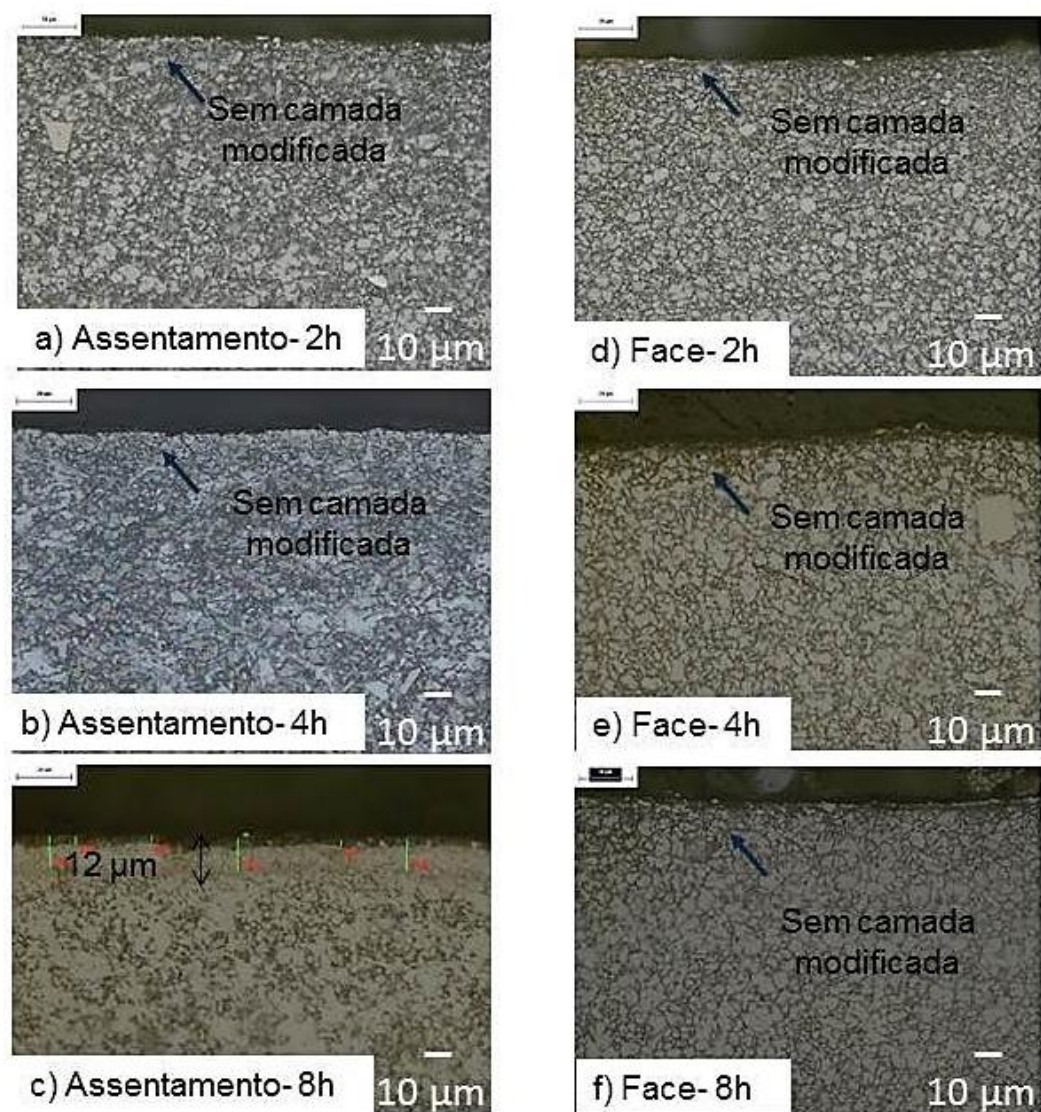 Sem camada
modificada
a) Assentamento- 2h
10 µm
Sem camada
modificada
d) Face- 2h
10 µm
Sem camada
modificada
b) Assentamento- 4h
10 µm
Sem camada
modificada
e) Face- 4h
10 µm
12 µm
c) Assentamento- 8h
10 µm
Sem camada
modificada
f) Face- 8h
10 µm